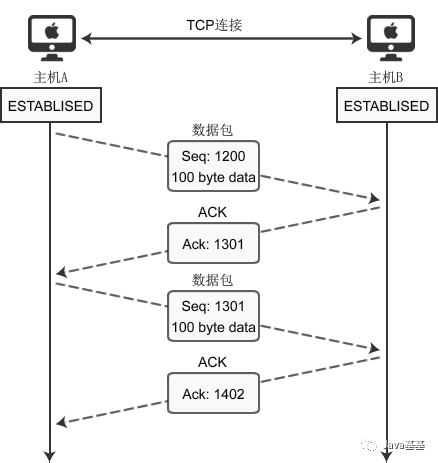 TCP连接
主机A
主机B
ESTABLISED
ESTABLISED
数据包
Seq: 1200
100 byte data
ACK
Ack: 1301
数据包
Seq: 1301
100 byte data
ACK
Ack: 1402
Java基基